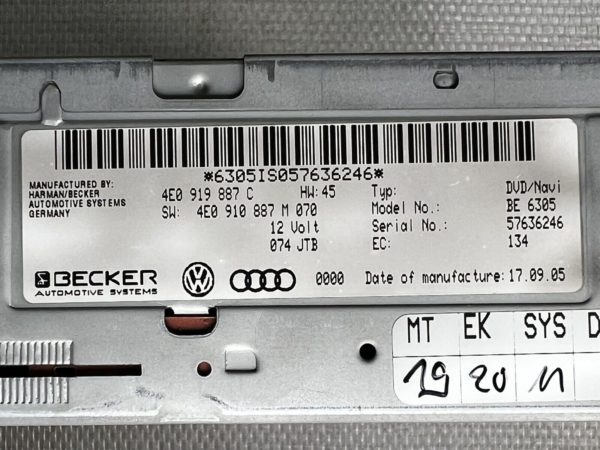 *6305IS057636246*
MANUFACTURED BY:
HARMAN/BECKER
AUTOMOTIVE SYSTEMS
GERMANY
4E0 919 887 C HW: 45
SW: 4E0 910 887 M 070
12 Volt
074 JTB
Typ: DVD/Navi
Model No.: BE 6305
Serial No.: 57636246
EC: 134
BECKER
AUTOMOTIVE SYSTEMS
VW
0000 Date of manufacture: 17.09.05
MT EK SYS D
19 20 11